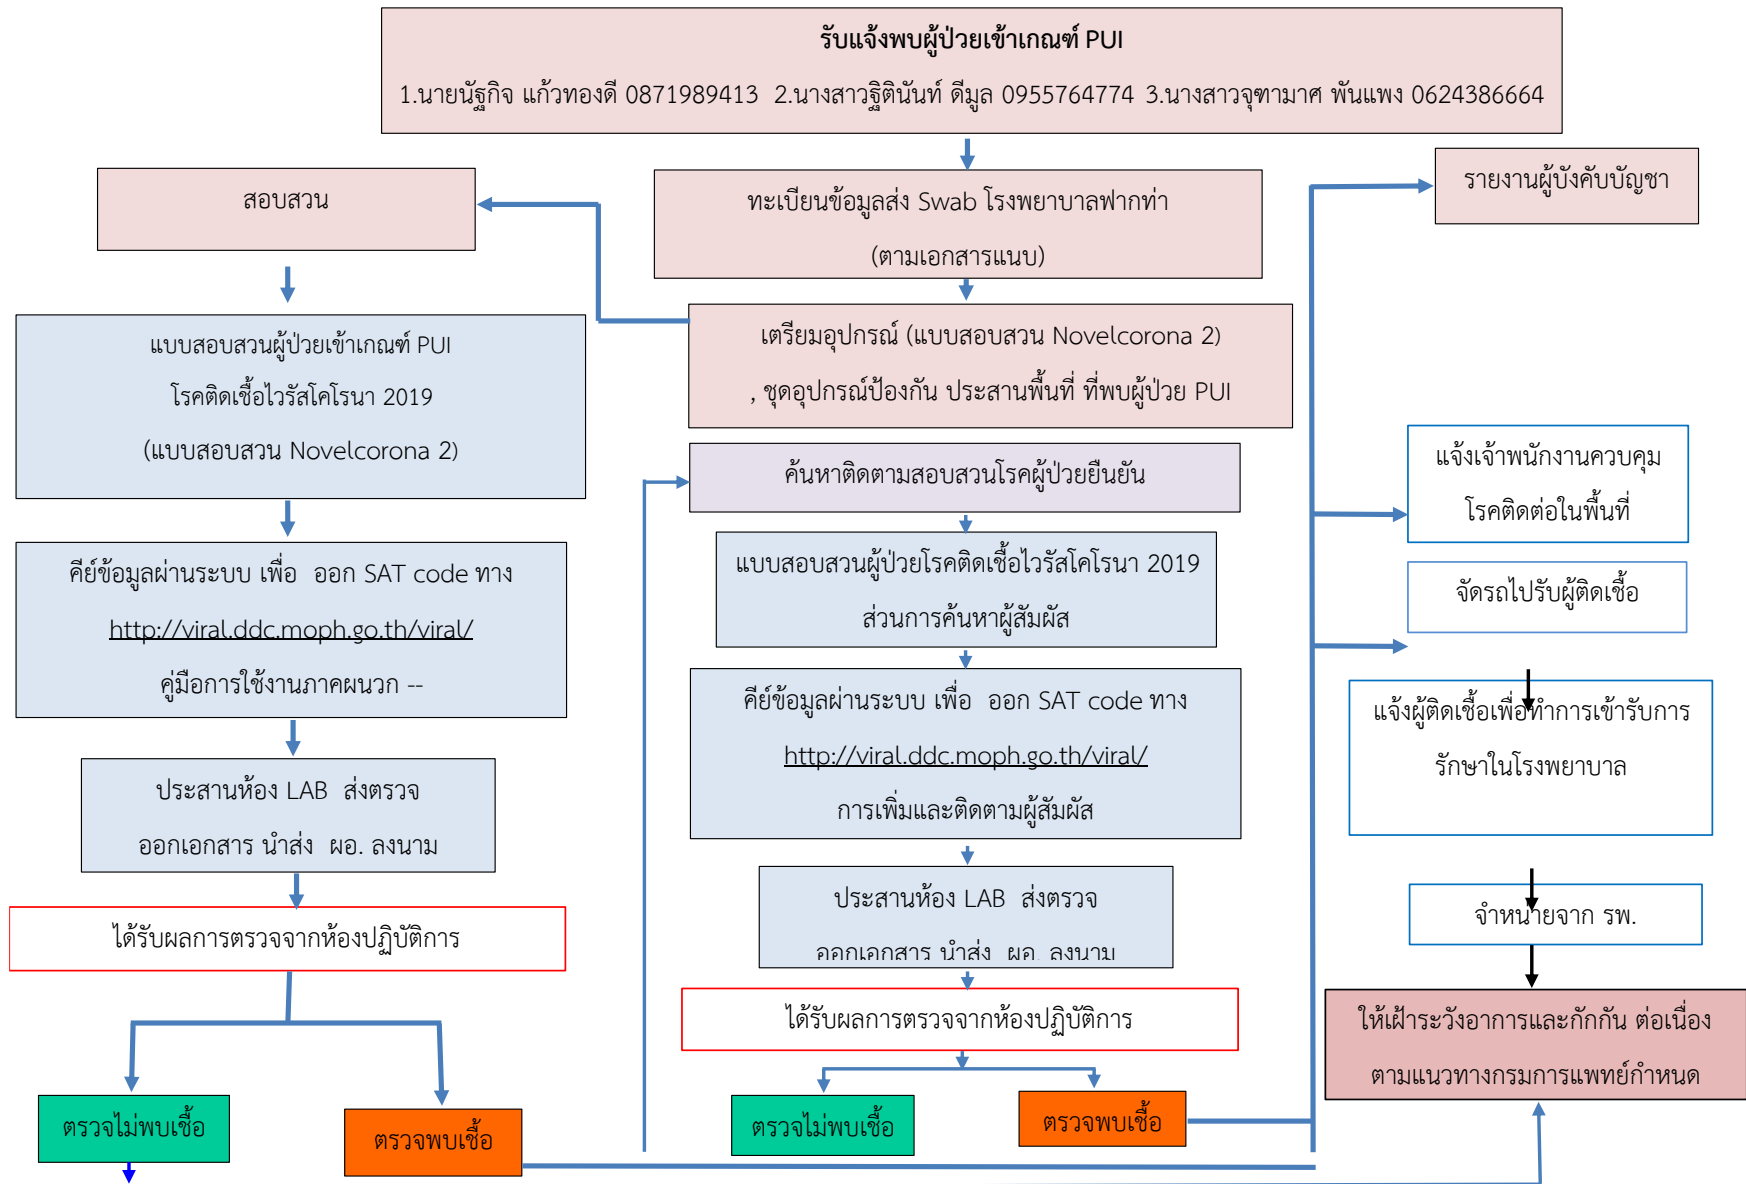 รับแจ้งพบผู้ป่วยเข้าเกณฑ์ PUI
1.นายนัฐกิจ แก้วทองดี 0871989413 2.นางสาวฐิตินันท์ ดีมูล 0955764774 3.นางสาวจุฑามาศ พันแพง 0624386664
สอบสวน
ทะเบียนข้อมูลส่ง Swab โรงพยาบาลฟากท่า
(ตามเอกสารแนบ)
รายงานผู้บังคับบัญชา
แบบสอบสวนผู้ป่วยเข้าเกณฑ์ PUI
โรคติดเชื้อไวรัสโคโรนา 2019
(แบบสอบสวน Novelcorona 2)
เตรียมอุปกรณ์ (แบบสอบสวน Novelcorona 2)
, ชุดอุปกรณ์ป้องกัน ประสานพื้นที่ ที่พบผู้ป่วย PUI
ค้นหาติดตามสอบสวนโรคผู้ป่วยยืนยัน
แจ้งเจ้าพนักงานควบคุม
โรคติดต่อในพื้นที่
คีย์ข้อมูลผ่านระบบ เพื่อ ออก SAT code ทาง
http://viral.ddc.moph.go.th/viral/
คู่มือการใช้งานภาคผนวก --
แบบสอบสวนผู้ป่วยโรคติดเชื้อไวรัสโคโรนา 2019
ส่วนการค้นหาผู้สัมผัส
จัดรถไปรับผู้ติดเชื้อ
คีย์ข้อมูลผ่านระบบ เพื่อ ออก SAT code ทาง
http://viral.ddc.moph.go.th/viral/
การเพิ่มและติดตามผู้สัมผัส
แจ้งผู้ติดเชื้อเพื่อทำการเข้ารับการ
รักษาในโรงพยาบาล
ประสานห้อง LAB ส่งตรวจ
ออกเอกสาร นำส่ง ผอ. ลงนาม
ประสานห้อง LAB ส่งตรวจ
ออกเอกสาร นำส่ง ผอ. ลงนาม
จำหน่ายจาก รพ.
ได้รับผลการตรวจจากห้องปฏิบัติการ
ได้รับผลการตรวจจากห้องปฏิบัติการ
ให้เฝ้าระวังอาการและกักกัน ต่อเนื่อง
ตามแนวทางกรมการแพทย์กำหนด
ตรวจไม่พบเชื้อ
ตรวจพบเชื้อ
ตรวจไม่พบเชื้อ
ตรวจพบเชื้อ